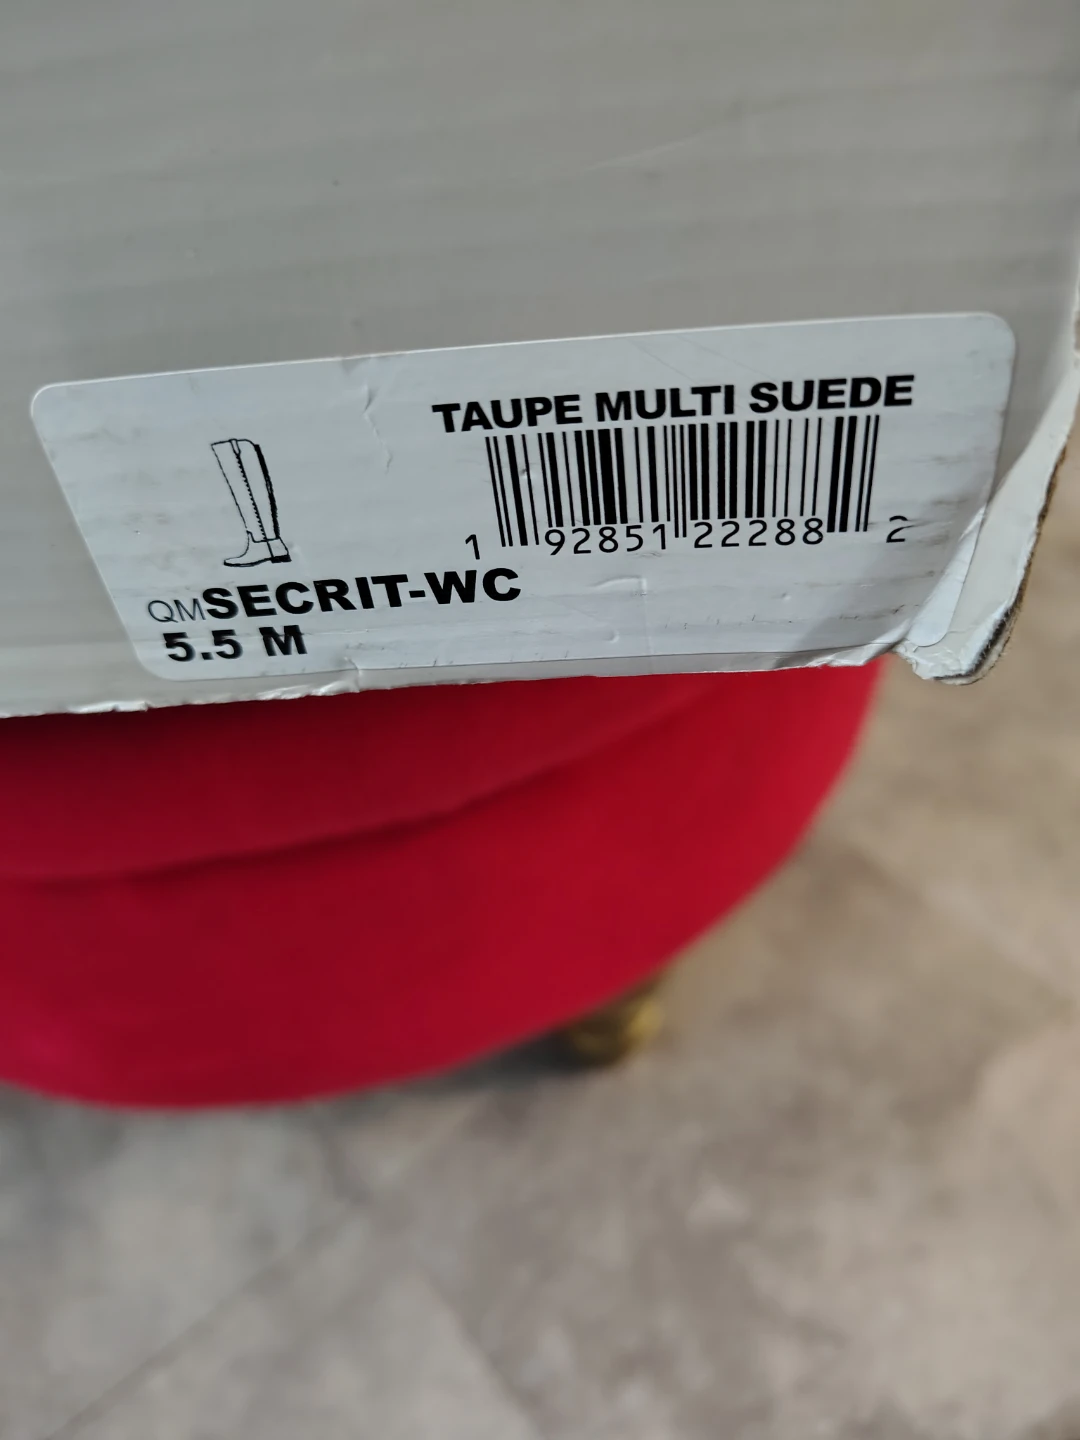 TAUPE MULTI SUEDE
1 92851 22288 2
QMSECRIT-WC
5.5 M